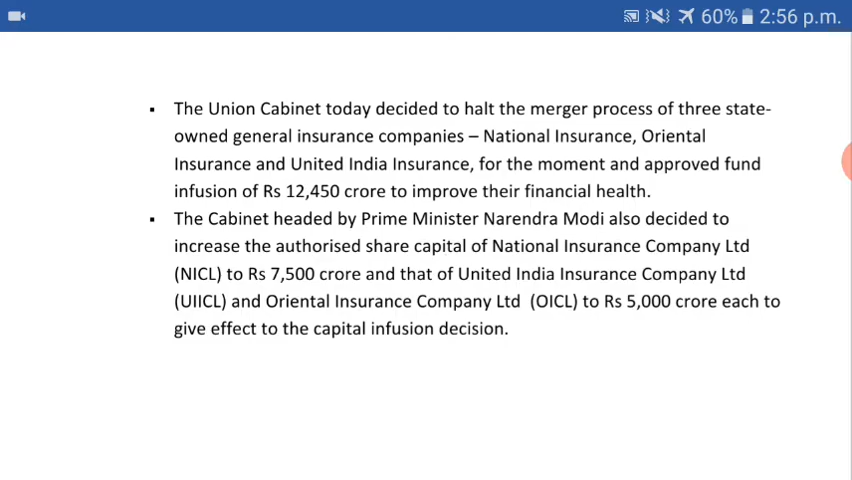 60% 2:56 p.m.
▪ The Union Cabinet today decided to halt the merger process of three state-
owned general insurance companies – National Insurance, Oriental
Insurance and United India Insurance, for the moment and approved fund
infusion of Rs 12,450 crore to improve their financial health.
▪ The Cabinet headed by Prime Minister Narendra Modi also decided to
increase the authorised share capital of National Insurance Company Ltd
(NICL) to Rs 7,500 crore and that of United India Insurance Company Ltd
(UIICL) and Oriental Insurance Company Ltd  (OICL) to Rs 5,000 crore each to
give effect to the capital infusion decision.